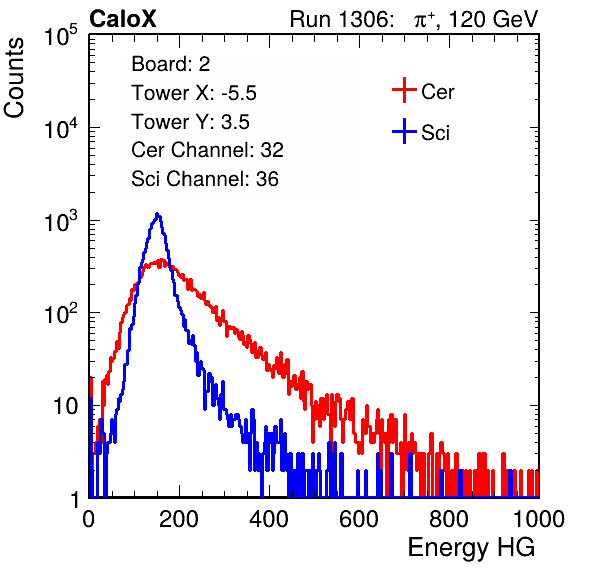 CaloX Run 1306: π⁺, 120 GeV
Counts
Board: 2
Tower X: -5.5
Tower Y: 3.5
Cer Channel: 32
Sci Channel: 36
Cer
Sci
10⁵
10⁴
10³
10²
10
1
0 200 400 600 800 1000
Energy HG